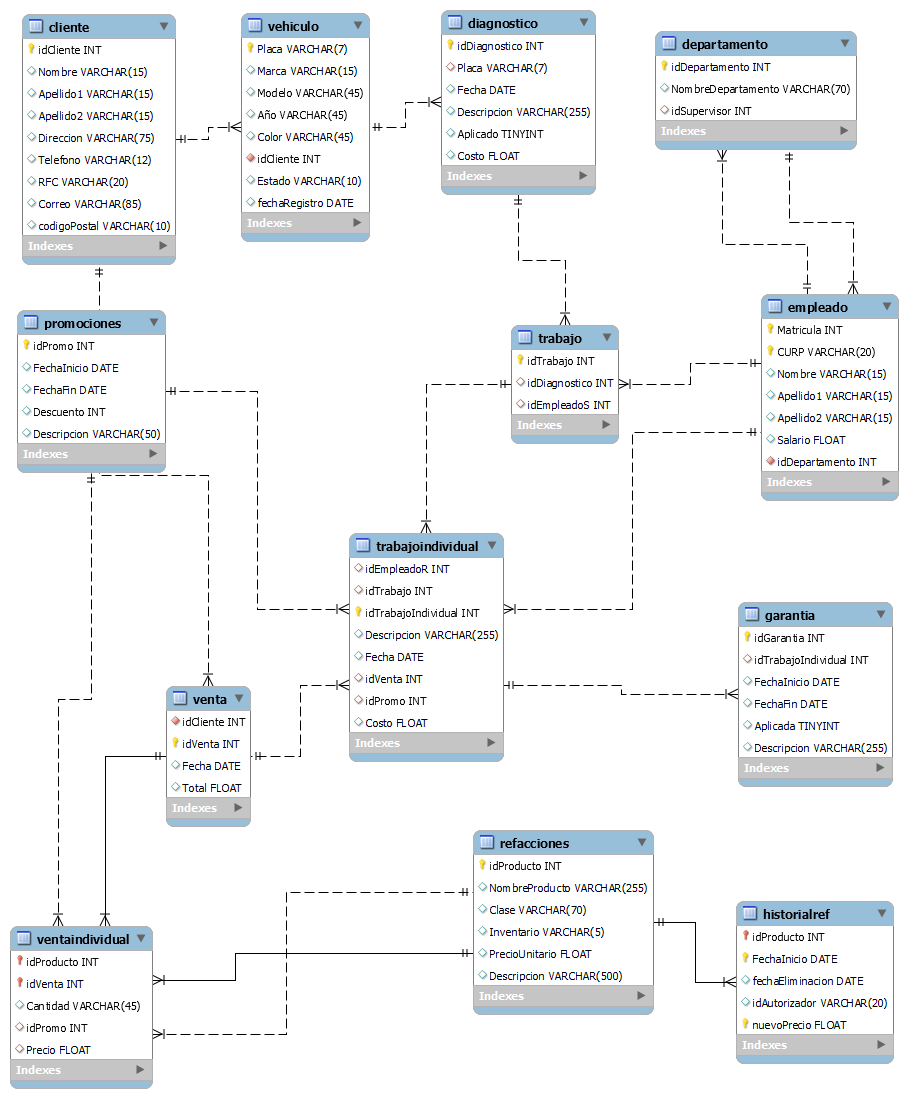 cliente
idCliente INT
Nombre VARCHAR(15)
Apellido1 VARCHAR(15)
Apellido2 VARCHAR(15)
Direccion VARCHAR(75)
Telefono VARCHAR(12)
RFC VARCHAR(20)
Correo VARCHAR(85)
codigoPostal VARCHAR(10)
Indexes
vehiculo
Placa VARCHAR(7)
Marca VARCHAR(15)
Modelo VARCHAR(45)
Año VARCHAR(45)
Color VARCHAR(45)
idCliente INT
Estado VARCHAR(10)
fechaRegistro DATE
Indexes
diagnostico
idDiagnostico INT
Placa VARCHAR(7)
Fecha DATE
Descripcion VARCHAR(255)
Aplicado TINYINT
Costo FLOAT
Indexes
departamento
idDepartamento INT
NombreDepartamento VARCHAR(70)
idSupervisor INT
Indexes
promociones
idPromo INT
FechaInicio DATE
FechaFin DATE
Descuento INT
Descripcion VARCHAR(50)
Indexes
trabajo
idTrabajo INT
idDiagnostico INT
idEmpleadoS INT
Indexes
empleado
Matricula INT
CURP VARCHAR(20)
Nombre VARCHAR(15)
Apellido1 VARCHAR(15)
Apellido2 VARCHAR(15)
Salario FLOAT
idDepartamento INT
Indexes
trabajoindividual
idEmpleadoR INT
idTrabajo INT
idTrabajoIndividual INT
Descripcion VARCHAR(255)
Fecha DATE
idVenta INT
idPromo INT
Costo FLOAT
Indexes
garantia
idGarantia INT
idTrabajoIndividual INT
FechaInicio DATE
FechaFin DATE
Aplicada TINYINT
Descripcion VARCHAR(255)
Indexes
venta
idCliente INT
idVenta INT
Fecha DATE
Total FLOAT
Indexes
refacciones
idProducto INT
NombreProducto VARCHAR(255)
Clase VARCHAR(70)
Inventario VARCHAR(5)
PrecioUnitario FLOAT
Descripcion VARCHAR(500)
Indexes
ventaindividual
idProducto INT
idVenta INT
Cantidad VARCHAR(45)
idPromo INT
Precio FLOAT
Indexes
historialref
idProducto INT
FechaInicio DATE
fechaEliminacion DATE
idAutorizador VARCHAR(20)
nuevoPrecio FLOAT
Indexes